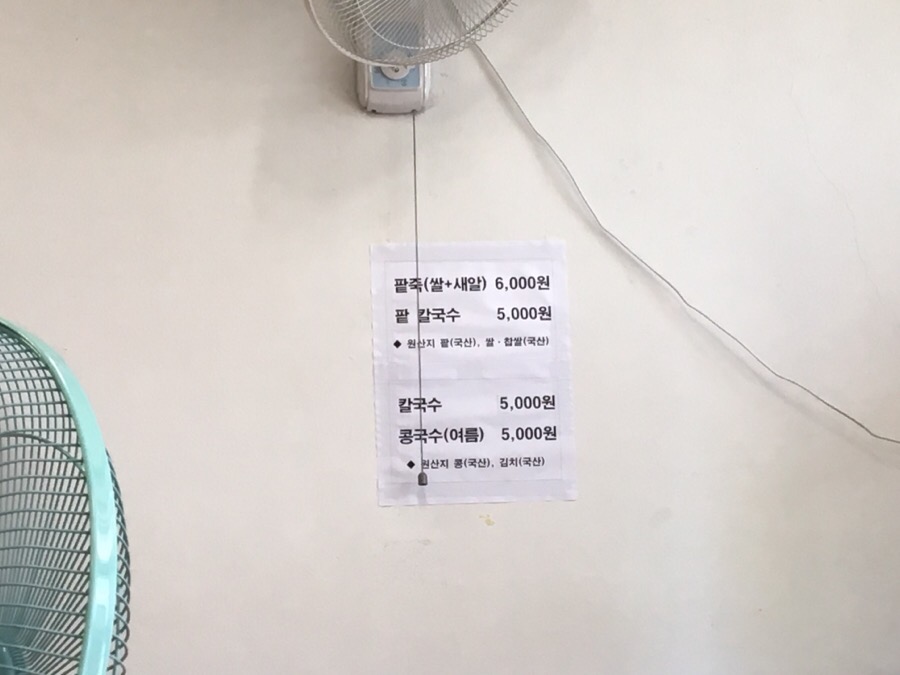 팥죽(쌀+새알) 6,000원
팥 칼국수 5,000원
◆ 원산지 팥(국산), 쌀·찹쌀(국산)
칼국수 5,000원
콩국수(여름) 5,000원
◆ 원산지 콩(국산), 김치(국산)